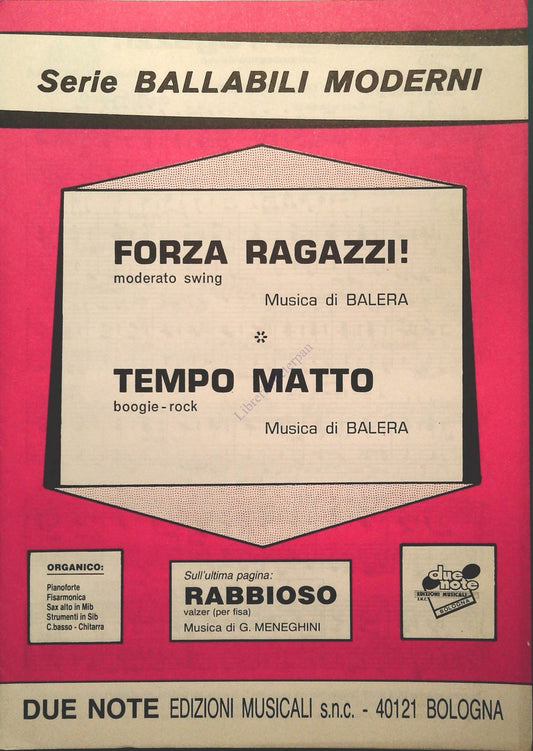 Serie BALLABILI MODERNI
FORZA RAGAZZI!
moderato swing
Musica di BALERA
*
TEMPO MATTO
boogie-rock
Musica di BALERA
Libreria Peterpan
ORGANICO:
Pianoforte
Fisarmonica
Sax alto in Mib
Strumenti in Sib
C.basso - Chitarra
Sull'ultima pagina:
RABBIOSO
valzer (per fisa)
Musica di G. MENEGHINI
due
note
EDIZIONI MUSICALI
s.n.c.
BOLOGNA
DUE NOTE EDIZIONI MUSICALI s.n.c. - 40121 BOLOGNA